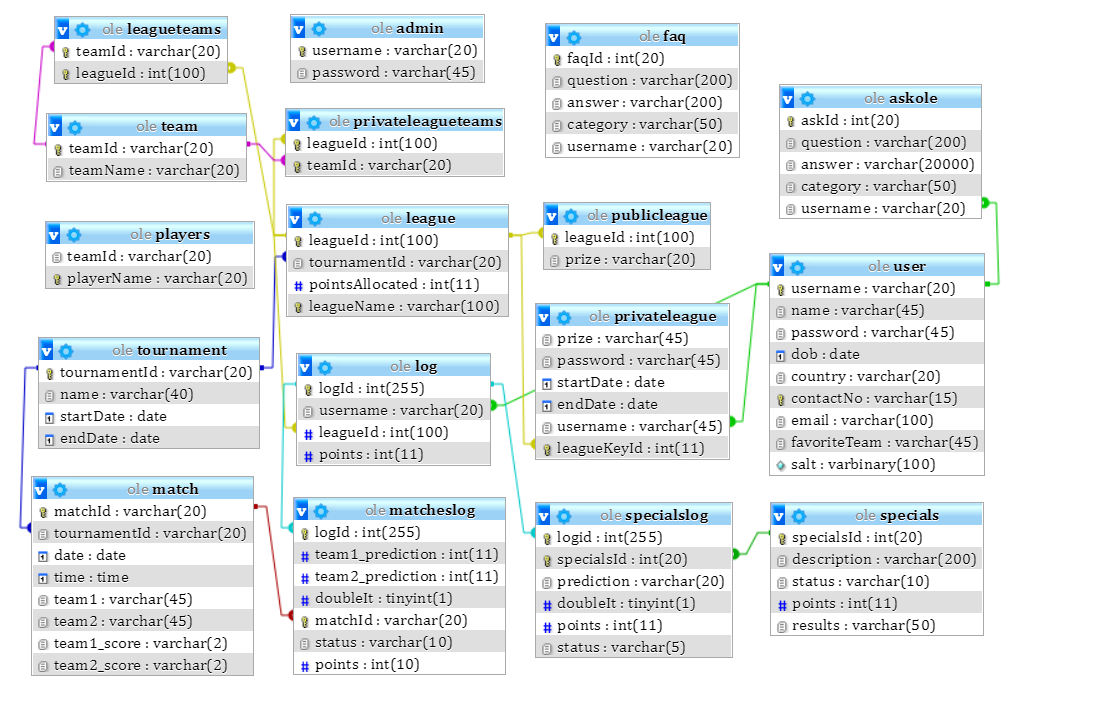 ole leagueteams
teamId : varchar(20)
leagueId : int(100)
ole admin
username : varchar(20)
password : varchar(45)
ole faq
faqId : int(20)
question : varchar(200)
answer : varchar(200)
category : varchar(50)
username : varchar(20)
ole askole
askId : int(20)
question : varchar(200)
answer : varchar(20000)
category : varchar(50)
username : varchar(20)
ole team
teamId : varchar(20)
teamName : varchar(20)
ole privateleagueteams
leagueId : int(100)
teamId : varchar(20)
ole players
teamId : varchar(20)
playerName : varchar(20)
ole league
leagueId : int(100)
tournamentId : varchar(20)
pointsAllocated : int(11)
leagueName : varchar(100)
ole publicleague
leagueId : int(100)
prize : varchar(20)
ole user
username : varchar(20)
name : varchar(45)
password : varchar(45)
dob : date
country : varchar(20)
contactNo : varchar(15)
email : varchar(100)
favoriteTeam : varchar(45)
salt : varbinary(100)
ole privateleague
prize : varchar(45)
password : varchar(45)
startDate : date
endDate : date
username : varchar(45)
leagueKeyId : int(11)
ole tournament
tournamentId : varchar(20)
name : varchar(40)
startDate : date
endDate : date
ole log
logId : int(255)
username : varchar(20)
leagueId : int(100)
points : int(11)
ole match
matchId : varchar(20)
tournamentId : varchar(20)
date : date
time : time
team1 : varchar(45)
team2 : varchar(45)
team1_score : varchar(2)
team2_score : varchar(2)
ole matcheslog
logId : int(255)
team1_prediction : int(11)
team2_prediction : int(11)
doubleIt : tinyint(1)
matchId : varchar(20)
status : varchar(10)
points : int(10)
ole specialslog
logid : int(255)
specialsId : int(20)
prediction : varchar(20)
doubleIt : tinyint(1)
points : int(11)
status : varchar(5)
ole specials
specialsId : int(20)
description : varchar(200)
status : varchar(10)
points : int(11)
results : varchar(50)